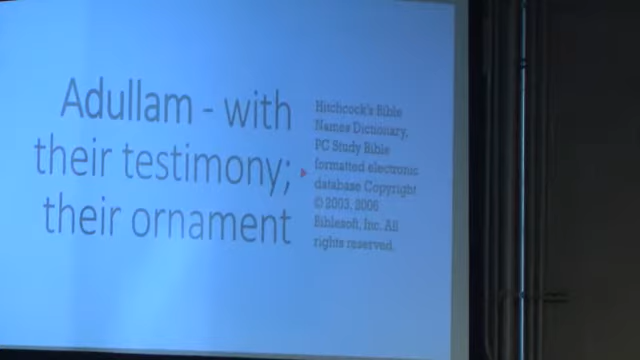 Adullam - with
their testimony;
their ornament
Hitchcock's Bible
Names Dictionary,
PC Study Bible
formatted electronic
database Copyright
© 2003, 2006
Biblesoft, Inc. All
rights reserved.